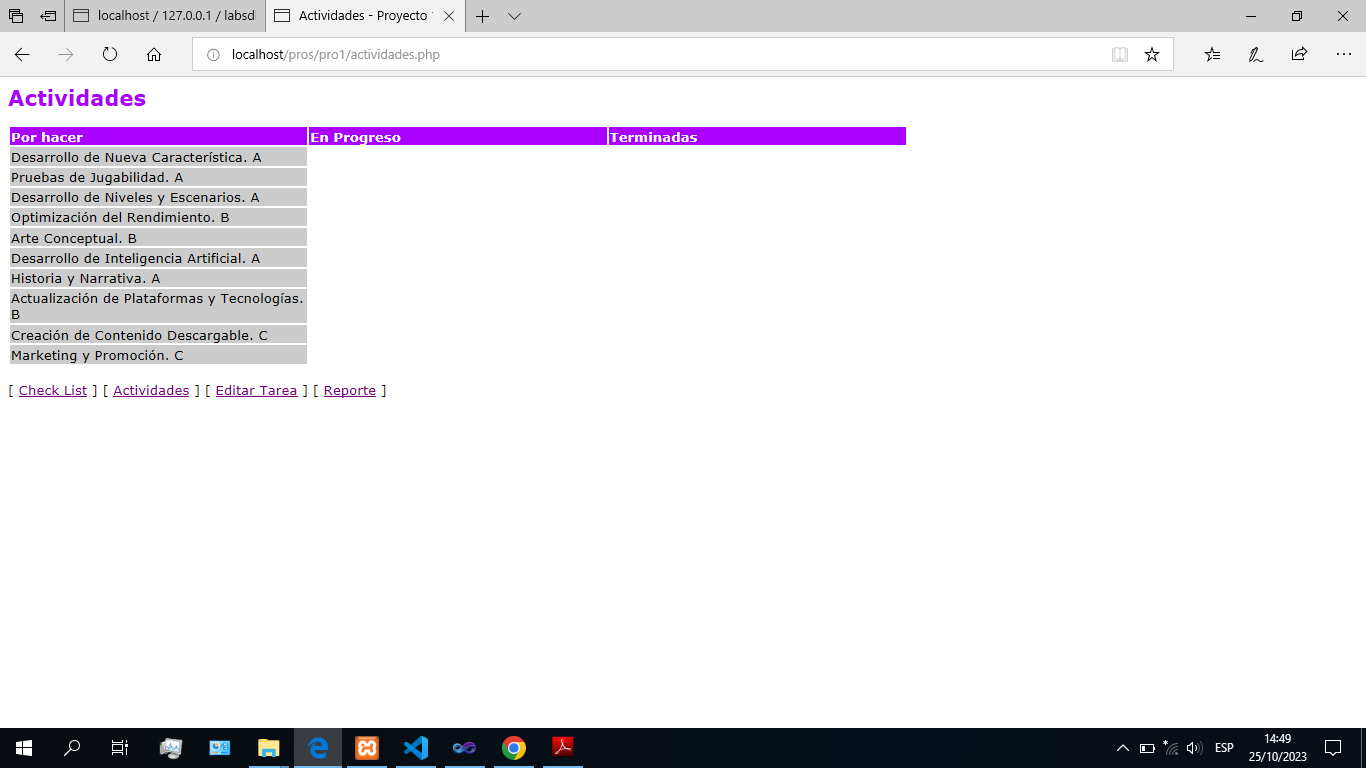 localhost / 127.0.0.1 / labsd
Actividades - Proyecto
localhost/pros/pro1/actividades.php
Actividades
Por hacer En Progreso Terminadas
Desarrollo de Nueva Característica. A
Pruebas de Jugabilidad. A
Desarrollo de Niveles y Escenarios. A
Optimización del Rendimiento. B
Arte Conceptual. B
Desarrollo de Inteligencia Artificial. A
Historia y Narrativa. A
Actualización de Plataformas y Tecnologías.
B
Creación de Contenido Descargable. C
Marketing y Promoción. C
[ Check List ] [ Actividades ] [ Editar Tarea ] [ Reporte ]
ESP
14:49
25/10/2023